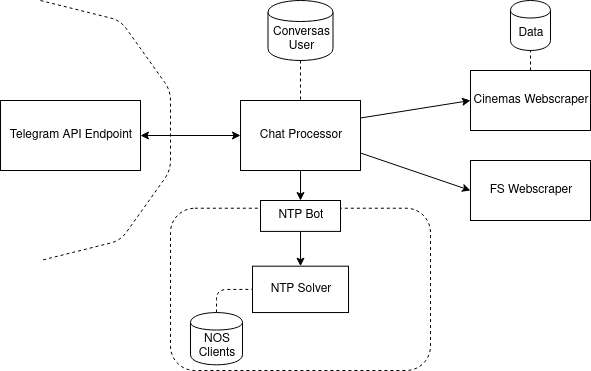 Conversas
User
Data
Telegram API Endpoint
Chat Processor
Cinemas Webscraper
FS Webscraper
NTP Bot
NTP Solver
NOS
Clients